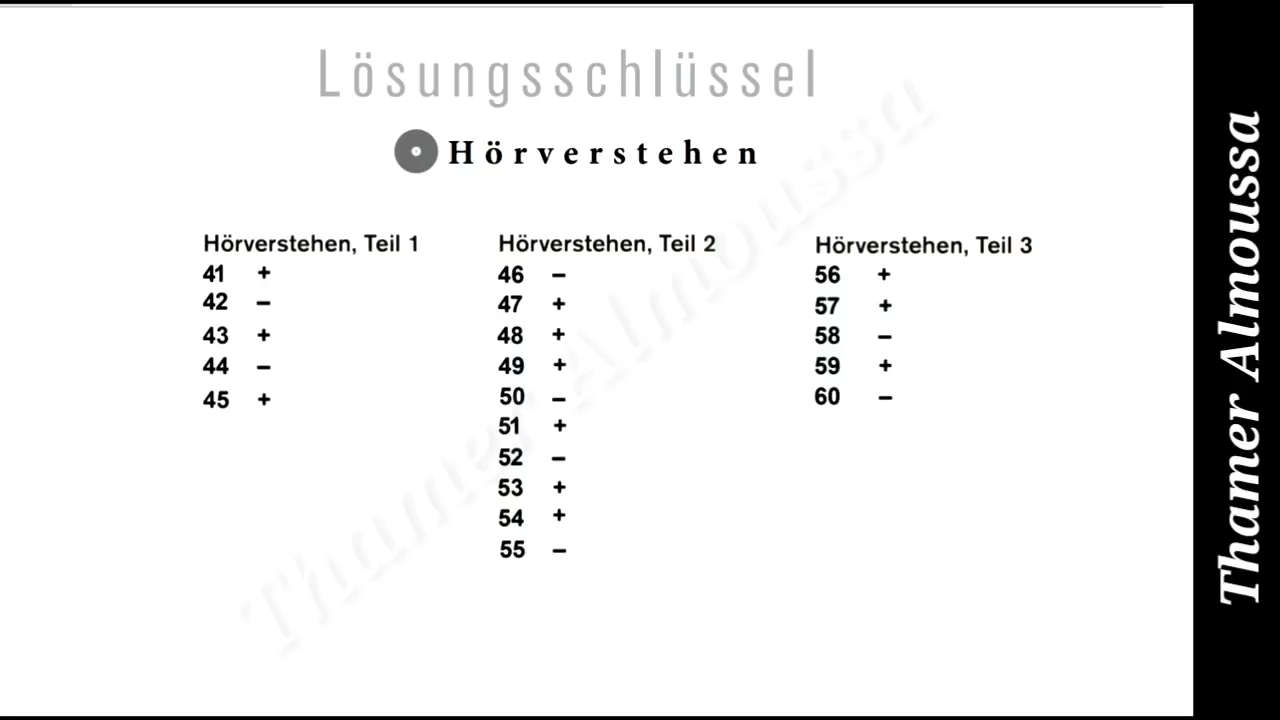 Lösungsschlüssel
Hörverstehen
Hörverstehen, Teil 1
41 +
42 –
43 +
44 –
45 +
Hörverstehen, Teil 2
46 –
47 +
48 +
49 +
50 –
51 +
52 –
53 +
54 +
55 –
Hörverstehen, Teil 3
56 +
57 +
58 –
59 +
60 –
Thamer Almoussa
Thamer Almoussa